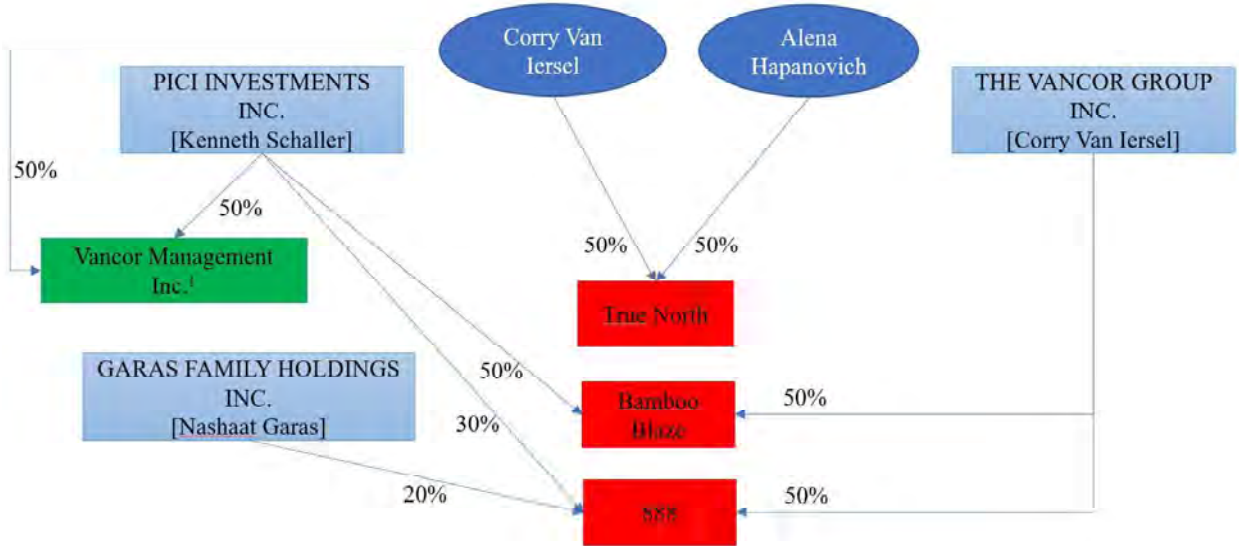 Corry Van
Iersel
Alena
Hapanovich
PICI INVESTMENTS
INC.
[Kenneth Schaller]
THE VANCOR GROUP
INC.
[Corry Van Iersel]
50%
50%
Vancor Management
Inc.¹
50%
50%
True North
GARAS FAMILY HOLDINGS
INC.
[Nashaat Garas]
50%
30%
Bamboo
Blaze
50%
20%
888
50%